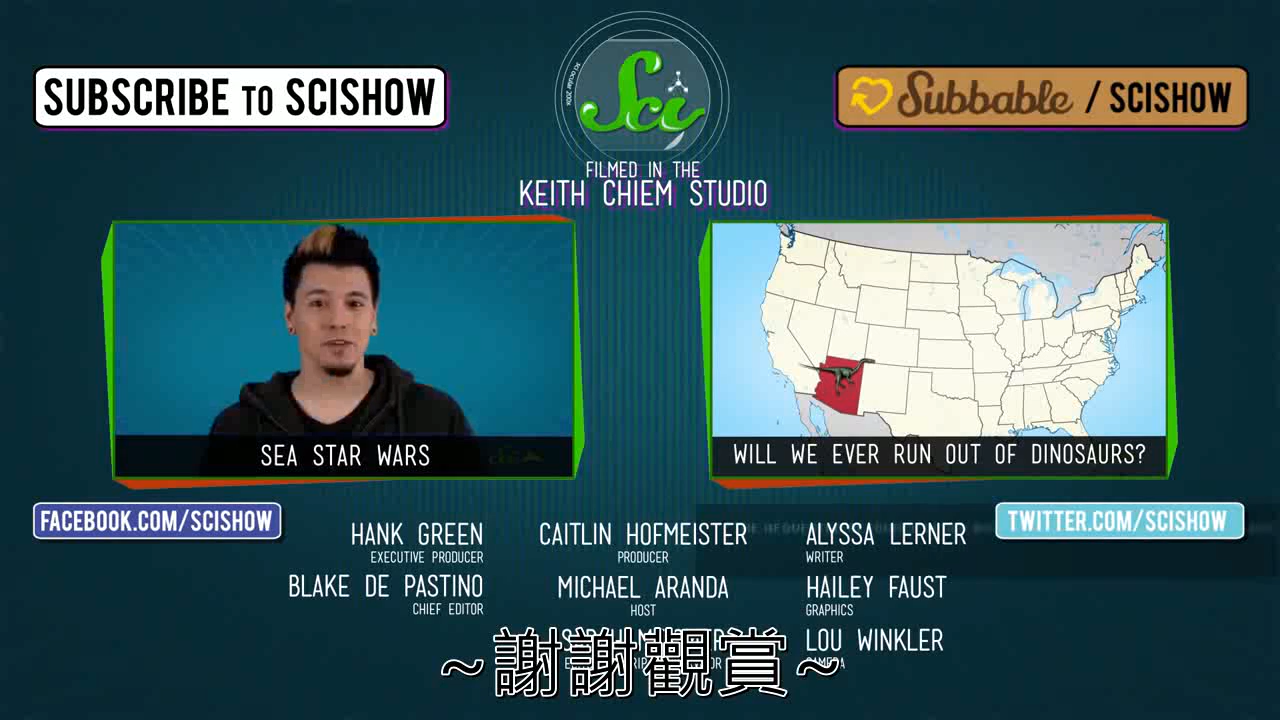 SUBSCRIBE TO SCISHOW
Sci
Subbable / SCISHOW
FILMED IN THE
KEITH CHIEM STUDIO
SEA STAR WARS
WILL WE EVER RUN OUT OF DINOSAURS?
FACEBOOK.COM/SCISHOW
TWITTER.COM/SCISHOW
HANK GREEN
EXECUTIVE PRODUCER
CAITLIN HOFMEISTER
PRODUCER
ALYSSA LERNER
WRITER
BLAKE DE PASTINO
CHIEF EDITOR
MICHAEL ARANDA
HOST
HAILEY FAUST
GRAPHICS
LOU WINKLER
~謝謝觀賞~